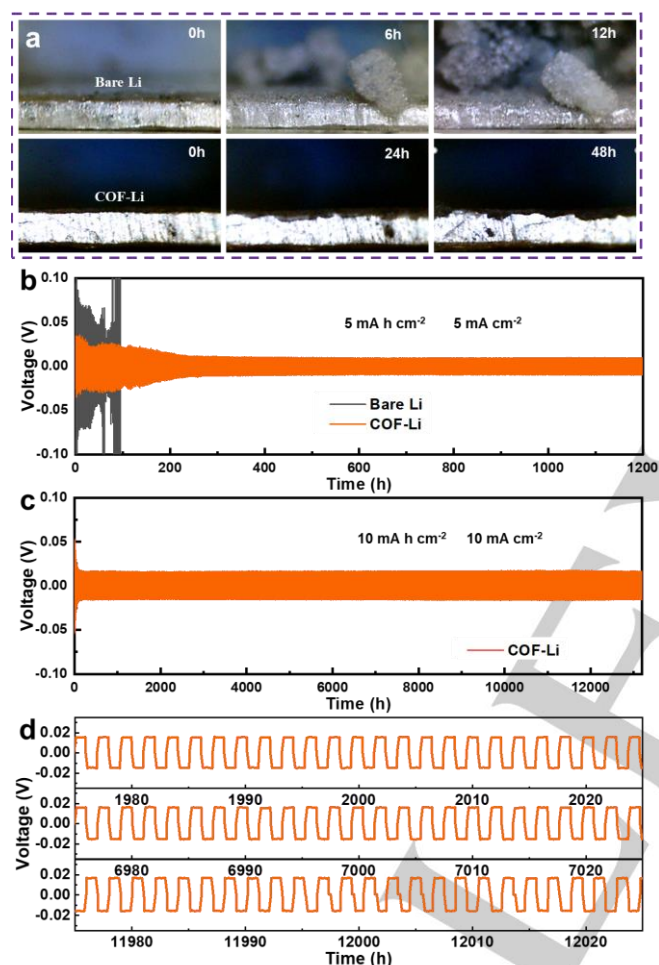 a
0h
6h
12h
Bare Li
0h
24h
48h
COF-Li
b
0.10
0.05
0.00
-0.05
-0.10
Voltage (V)
5 mA h cm⁻² 5 mA cm⁻²
Bare Li
COF-Li
0 200 400 600 800 1000 1200
Time (h)
c
0.10
0.05
0.00
-0.05
-0.10
Voltage (V)
10 mA h cm⁻² 10 mA cm⁻²
COF-Li
0 2000 4000 6000 8000 10000 12000
Time (h)
d
Voltage (V)
0.02
0.00
-0.02
1980 1990 2000 2010 2020
0.02
0.00
-0.02
6980 6990 7000 7010 7020
0.02
0.00
-0.02
11980 11990 12000 12010 12020
Time (h)